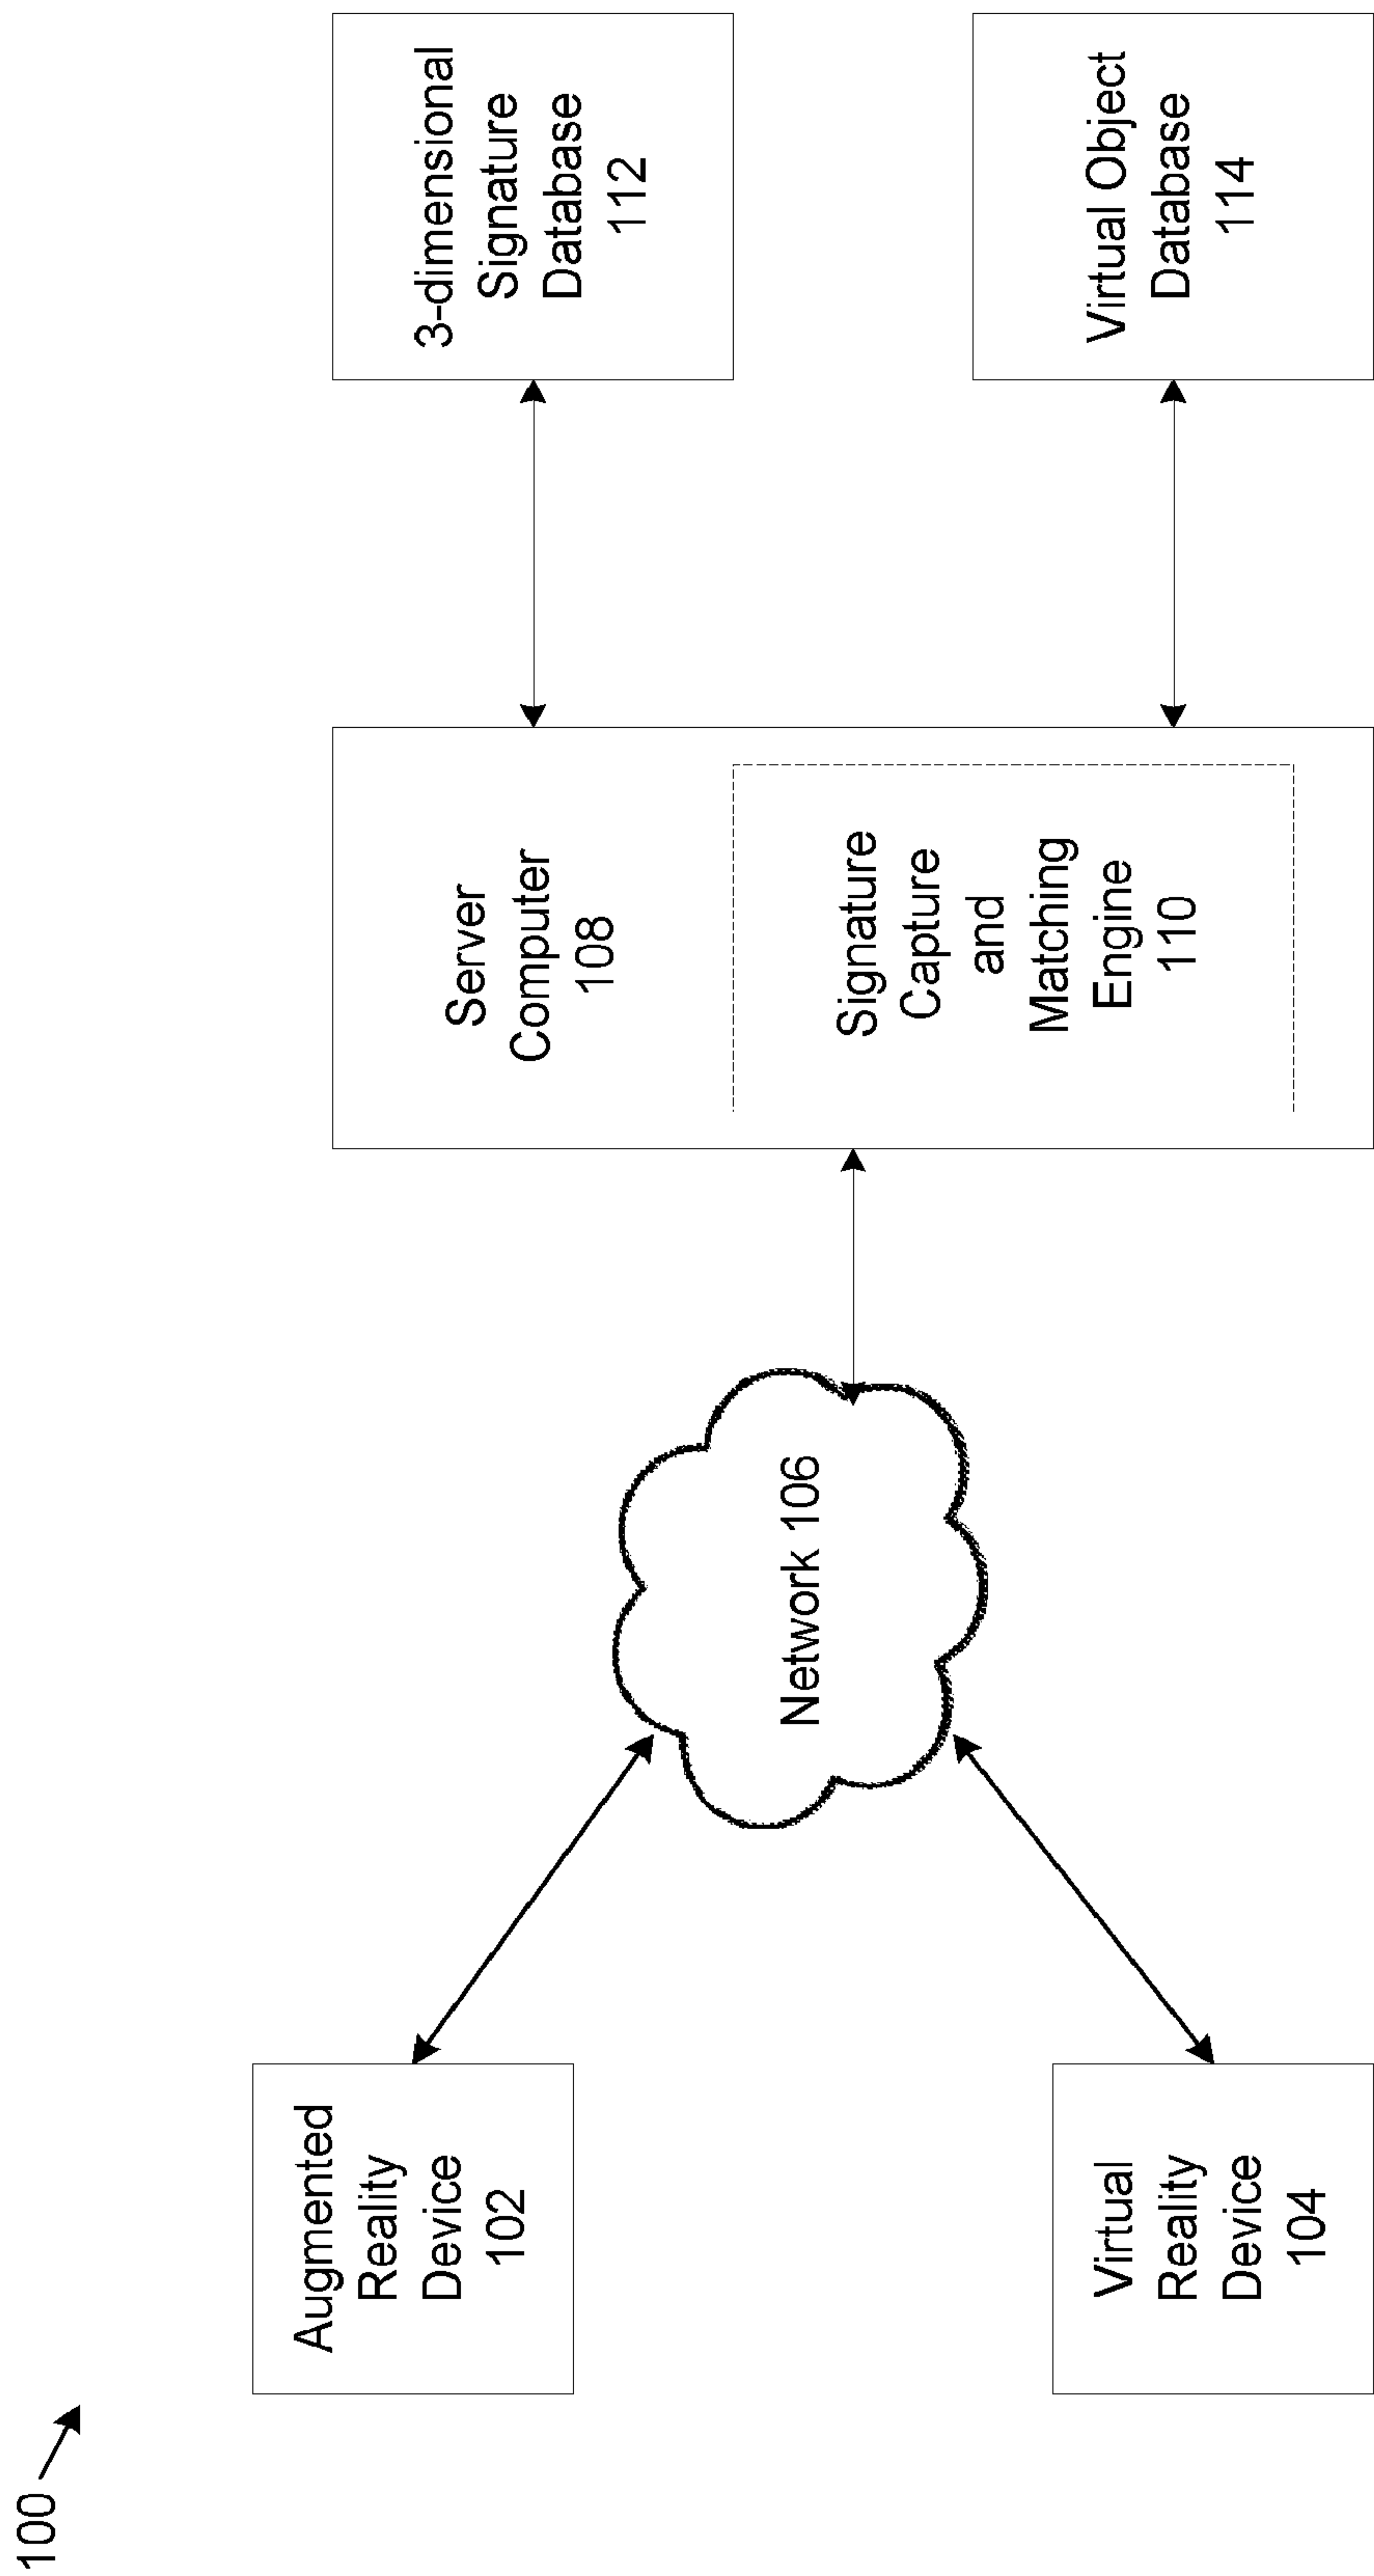 100
Augmented
Reality
Device
102
Virtual
Reality
Device
104
Network 106
Server
Computer
108
Signature
Capture
and
Matching
Engine
110
3-dimensional
Signature
Database
112
Virtual Object
Database
114